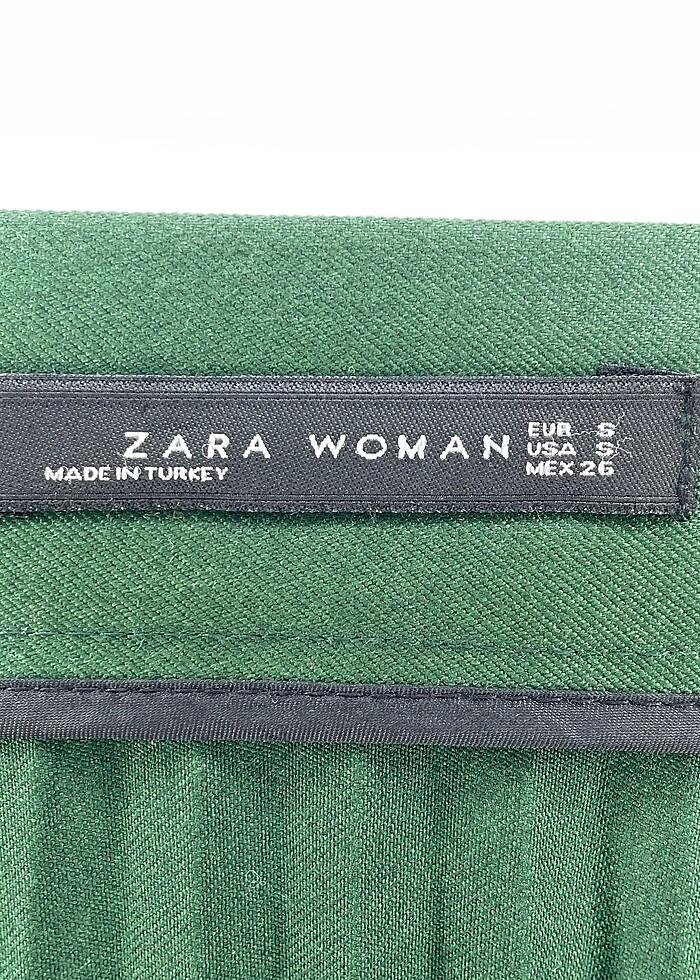 ZARA WOMAN
MADE IN TURKEY
EUR S
USA S
MEX 26